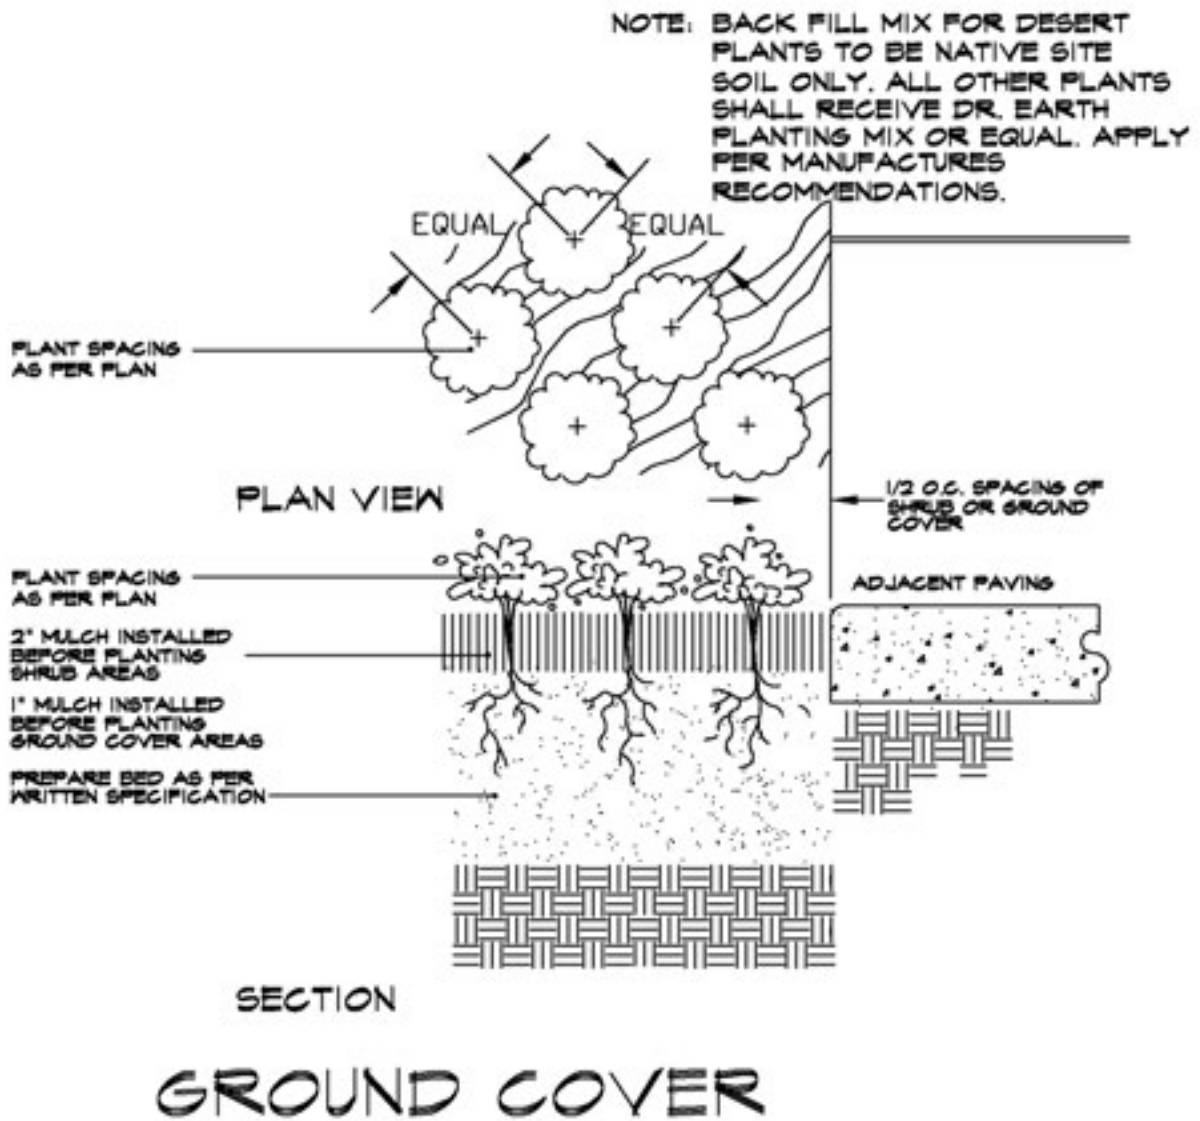 NOTE: BACK FILL MIX FOR DESERT
PLANTS TO BE NATIVE SITE
SOIL ONLY. ALL OTHER PLANTS
SHALL RECEIVE DR. EARTH
PLANTING MIX OR EQUAL. APPLY
PER MANUFACTURES
RECOMMENDATIONS.
EQUAL
EQUAL
PLANT SPACING
AS PER PLAN
PLAN VIEW
1/2 O.C. SPACING OF
SHRUB OR GROUND
COVER
PLANT SPACING
AS PER PLAN
ADJACENT PAVING
2" MULCH INSTALLED
BEFORE PLANTING
SHRUB AREAS
1" MULCH INSTALLED
BEFORE PLANTING
GROUND COVER AREAS
PREPARE BED AS PER
WRITTEN SPECIFICATION
SECTION
GROUND COVER